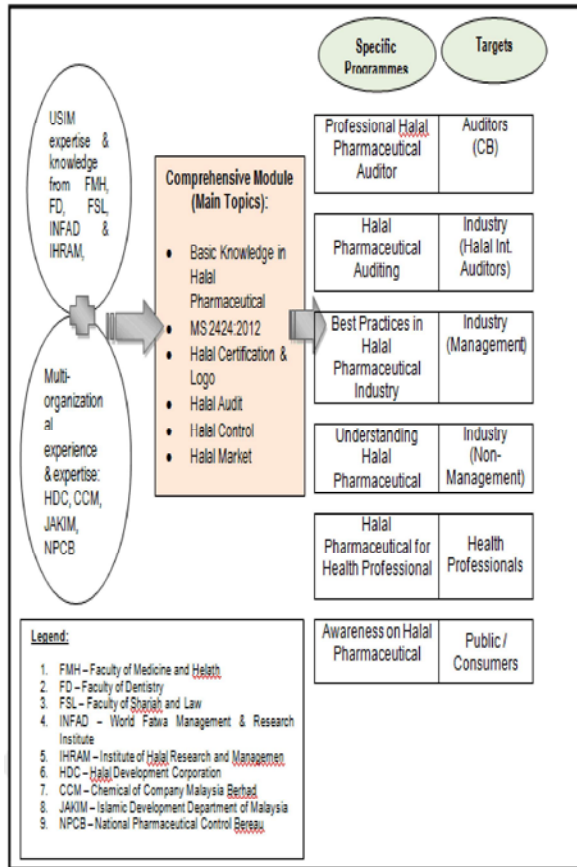 USIM
expertise &
knowledge
from FMH,
FD, FSL,
INFAD &
IHRAM,
Multi-
organization
al
experience
& expertise:
HDC, CCM,
JAKIM,
NPCB
Comprehensive Module
(Main Topics):
● Basic Knowledge in
Halal
Pharmaceutical
● MS 2424:2012
● Halal Certification &
Logo
● Halal Audit
● Halal Control
● Halal Market
Specific
Programmes
Targets
Professional Halal
Pharmaceutical
Auditor
Auditors
(CB)
Halal
Pharmaceutical
Auditing
Industry
(Halal Int.
Auditors)
Best Practices in
Halal
Pharmaceutical
Industry
Industry
(Management)
Understanding
Halal
Pharmaceutical
Industry
(Non-
Management)
Halal
Pharmaceutical for
Health Professional
Health
Professionals
Awareness on Halal
Pharmaceutical
Public /
Consumers
Legend:
1. FMH – Faculty of Medicine and Helath
2. FD – Faculty of Dentistry
3. FSL – Faculty of Shariah and Law
4. INFAD – World Fatwa Management & Research
Institute
5. IHRAM – Institute of Halal Research and Managemen
6. HDC – Halal Development Corporation
7. CCM – Chemical of Company Malaysia Berhad
8. JAKIM – Islamic Development Department of Malaysia
9. NPCB – National Pharmaceutical Control Bereau